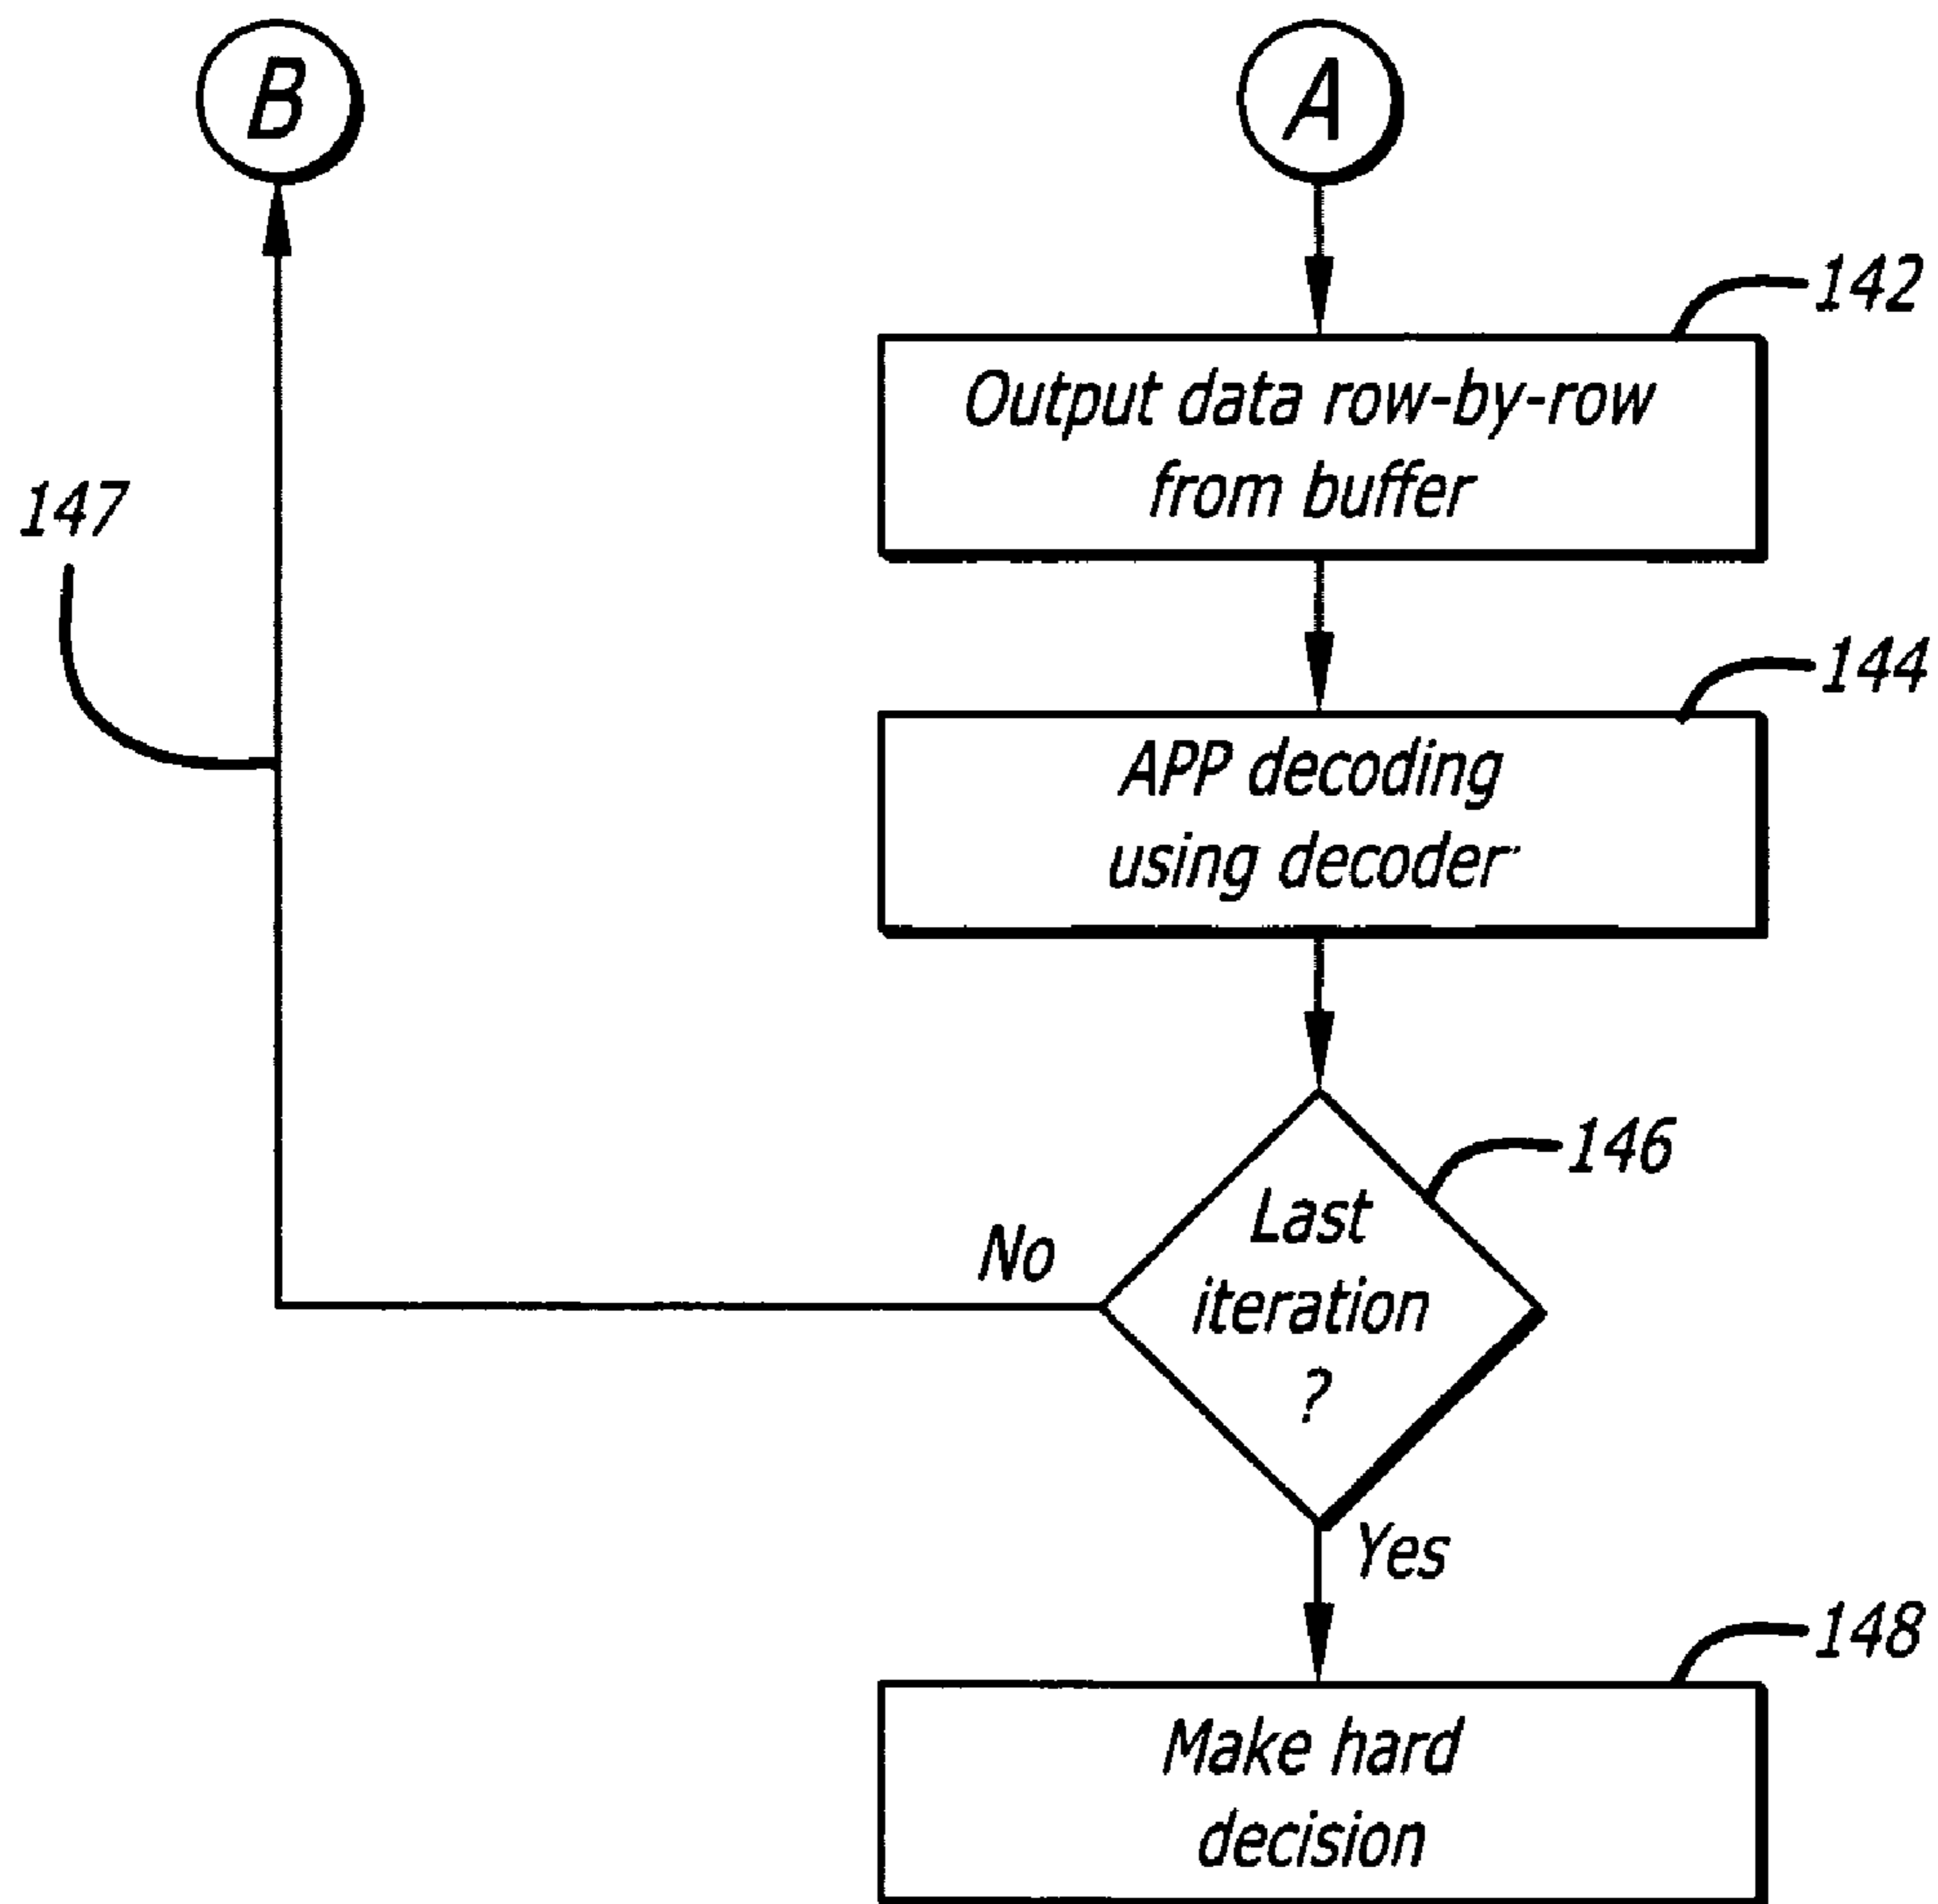 B
A
142
Output data row-by-row
from buffer
147
144
APP decoding
using decoder
146
Last
iteration
?
No
Yes
148
Make hard
decision